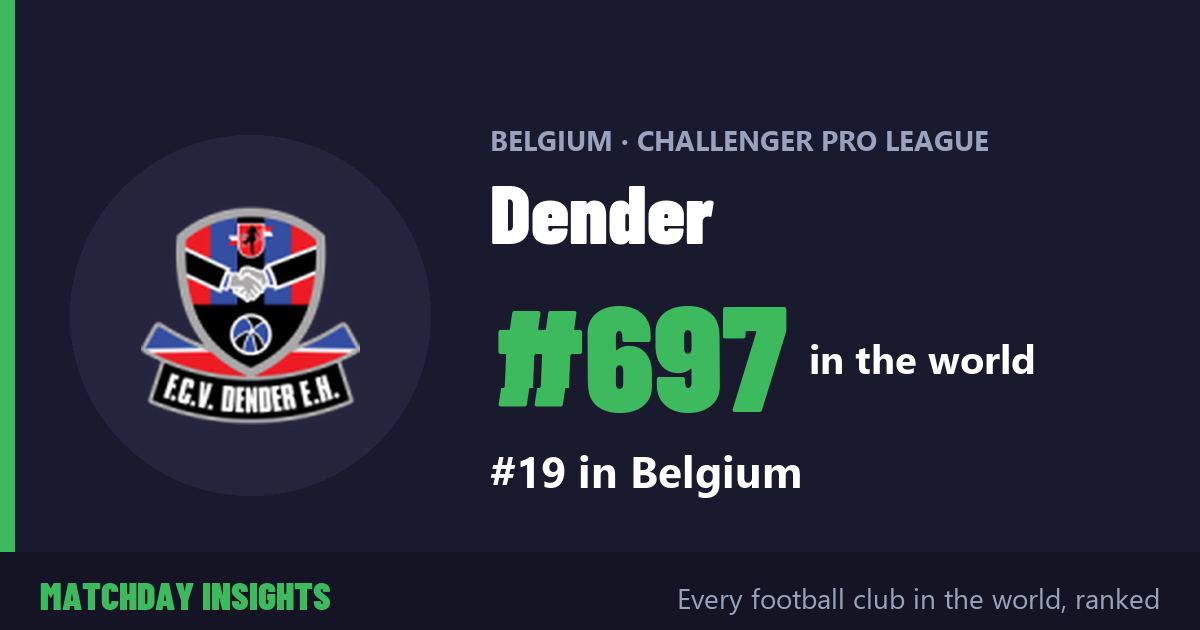 BELGIUM · CHALLENGER PRO LEAGUE
Dender
#697 in the world
#19 in Belgium
F.C.V. DENDER E.H.
MATCHDAY INSIGHTS
Every football club in the world, ranked